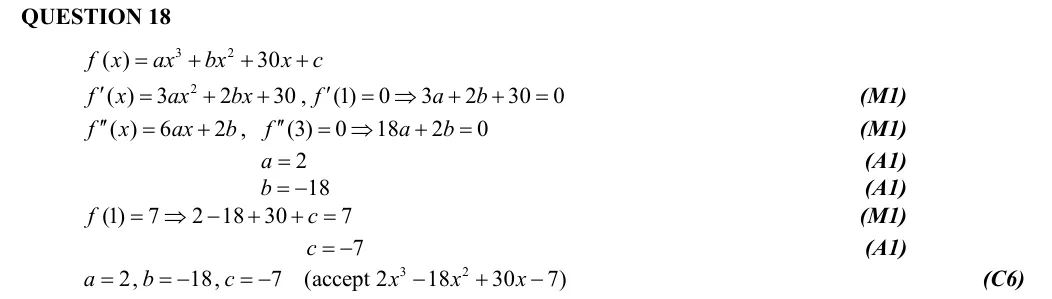 QUESTION 18
f (x) = ax³ + bx² + 30x + c
f ′(x) = 3ax² + 2bx + 30 , f ′(1) = 0 ⇒ 3a + 2b + 30 = 0 (M1)
f ″(x) = 6ax + 2b , f ″(3) = 0 ⇒ 18a + 2b = 0 (M1)
a = 2 (A1)
b = −18 (A1)
f (1) = 7 ⇒ 2 − 18 + 30 + c = 7 (M1)
c = −7 (A1)
a = 2 , b = −18 , c = −7 (accept 2x³ − 18x² + 30x − 7) (C6)